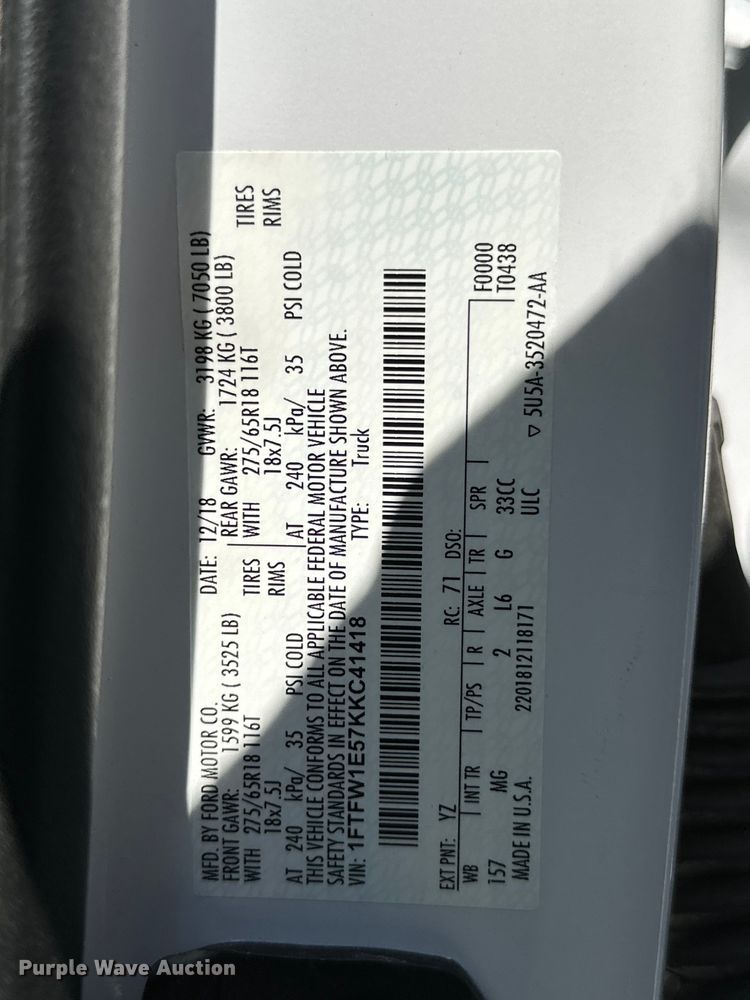 MFD. BY FORD MOTOR CO.
DATE: 12/18 GVWR: 3198 KG ( 7050 LB)
FRONT GAWR: 1599 KG ( 3525 LB)
REAR GAWR: 1724 KG ( 3800 LB)
WITH 275/65R18 116T TIRES
WITH 275/65R18 116T TIRES
18x7.5J RIMS
18x7.5J RIMS
AT 240 kPa/ 35 PSI COLD
AT 240 kPa/ 35 PSI COLD
THIS VEHICLE CONFORMS TO ALL APPLICABLE FEDERAL MOTOR VEHICLE
SAFETY STANDARDS IN EFFECT ON THE DATE OF MANUFACTURE SHOWN ABOVE.
VIN: 1FTFW1E57KKC41418 TYPE: Truck
EXT PNT: YZ RC: 71 DSO:
WB INT TR TP/PS R AXLE TR SPR F0000
157 MG 2 L6 G 33CC T0438
MADE IN U.S.A. 2201812118171 ULC
▽ 5U5A-3520472-AA
Purple Wave Auction